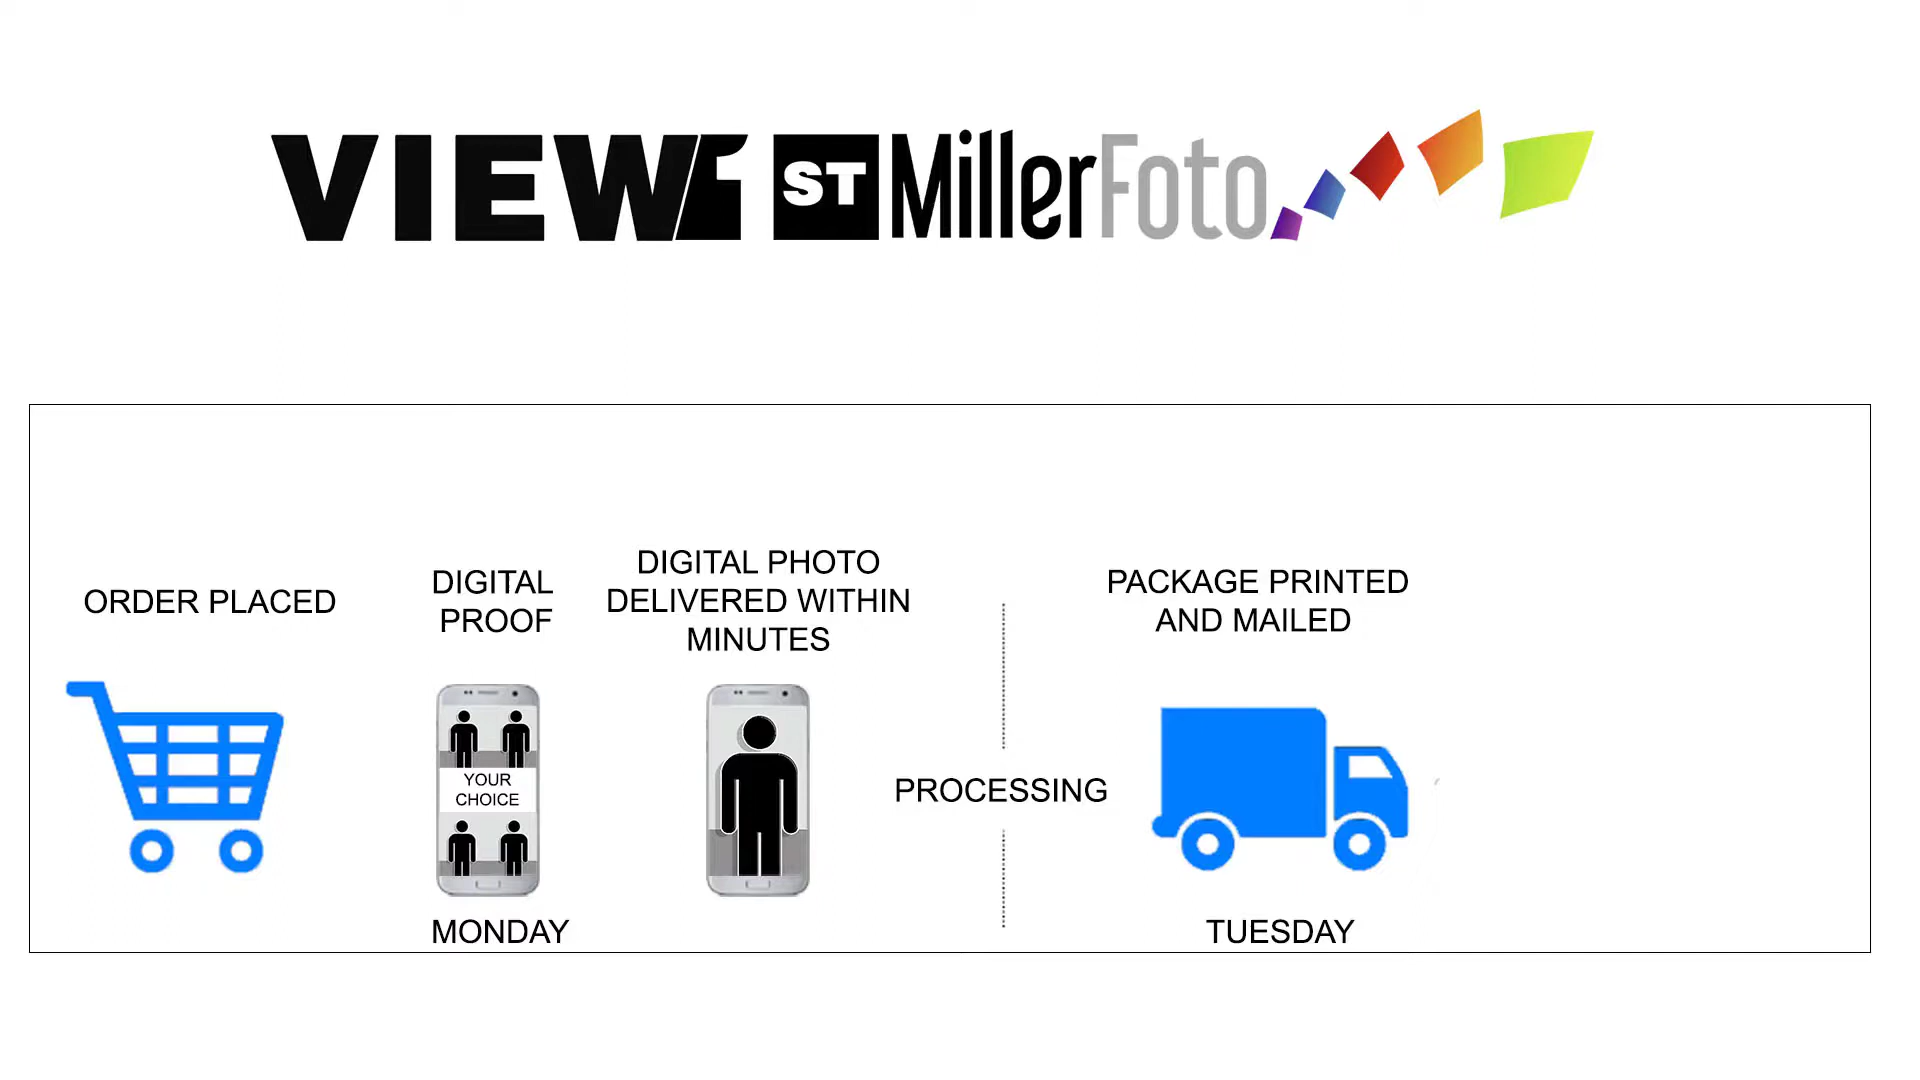 VIEW1 ST MillerFoto
ORDER PLACED
DIGITAL
PROOF
DIGITAL PHOTO
DELIVERED WITHIN
MINUTES
PACKAGE PRINTED
AND MAILED
YOUR
CHOICE
PROCESSING
MONDAY
TUESDAY